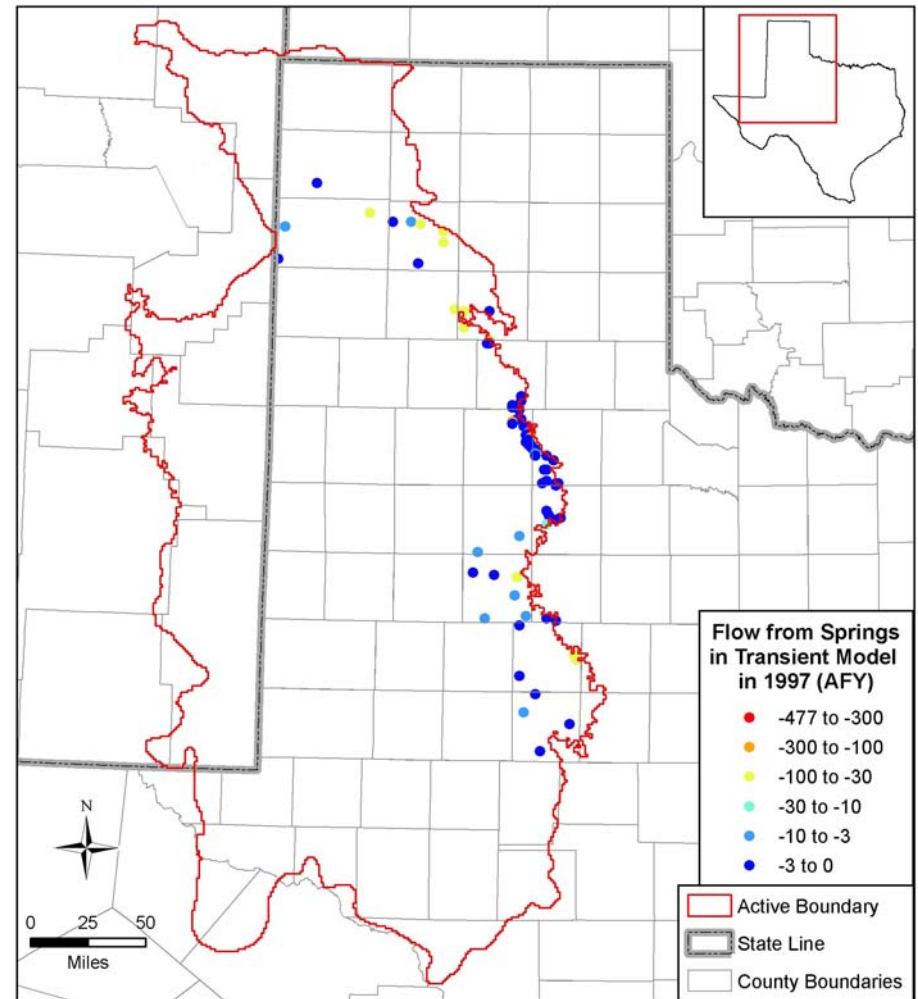 Flow from Springs
in Transient Model
in 1997 (AFY)
-477 to -300
-300 to -100
-100 to -30
-30 to -10
-10 to -3
-3 to 0
Active Boundary
State Line
County Boundaries
N
0 25 50
Miles